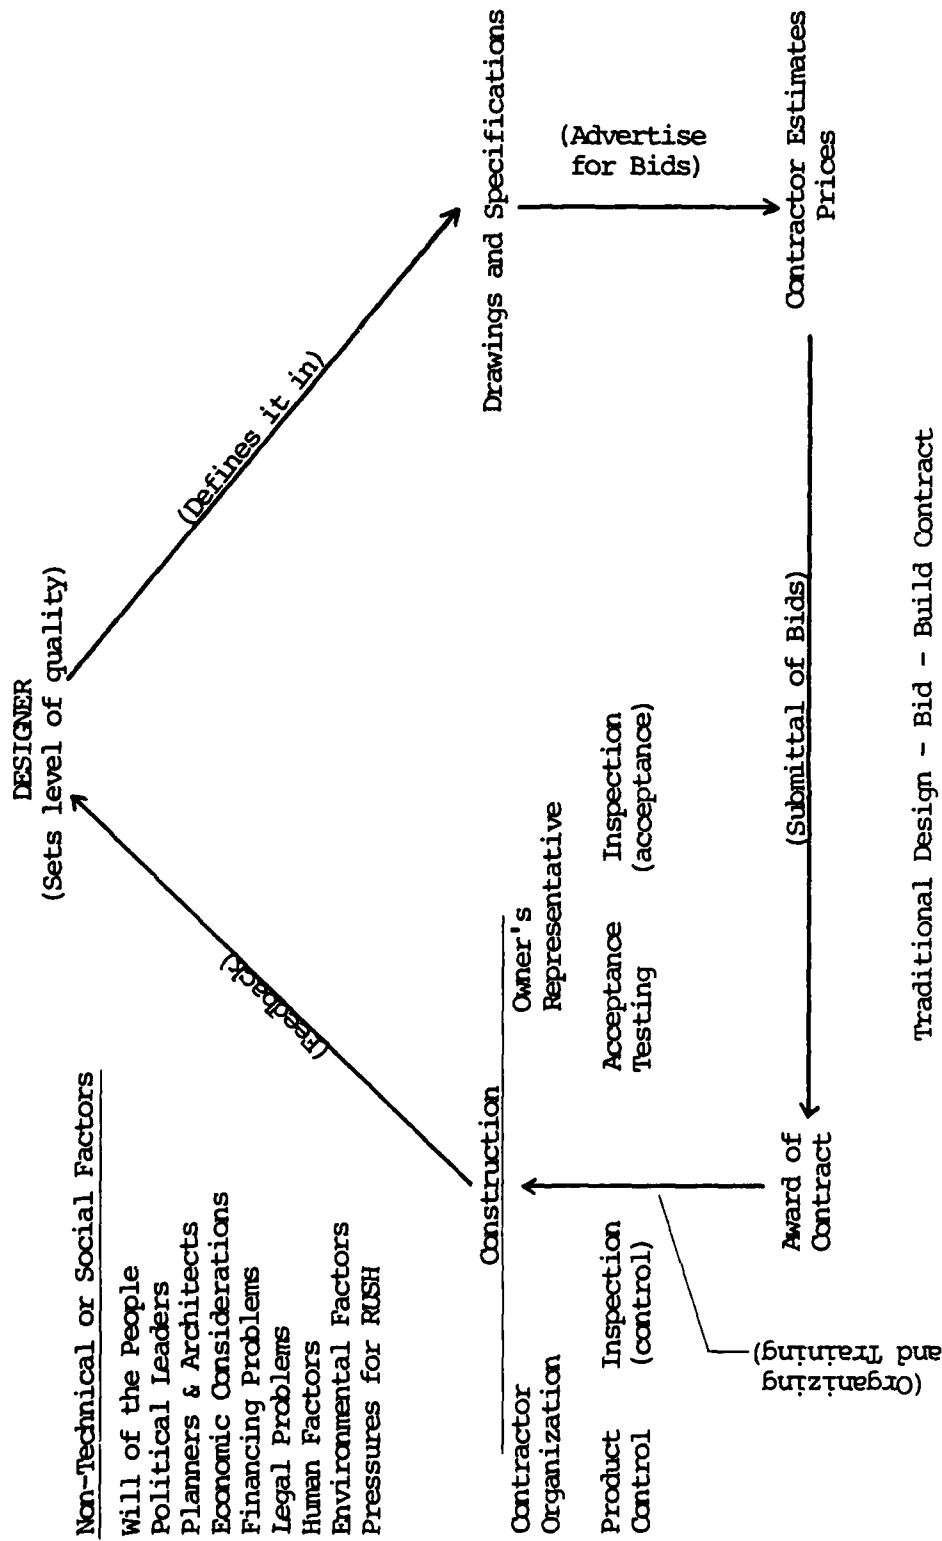 DESIGNER
(Sets level of quality)
Non-Technical or Social Factors
Will of the People
Political Leaders
Planners & Architects
Economic Considerations
Financing Problems
Legal Problems
Human Factors
Environmental Factors
Pressures for RUSH
(Feedback)
(Defines it in)
Construction
Drawings and Specifications
Contractor
Organization
Owner's
Representative
Product
Control
Inspection
(control)
Acceptance
Testing
Inspection
(acceptance)
(Advertise
for Bids)
(Organizing
and Training)
Award of
Contract
(Submittal of Bids)
Contractor Estimates
Prices
Traditional Design - Bid - Build Contract